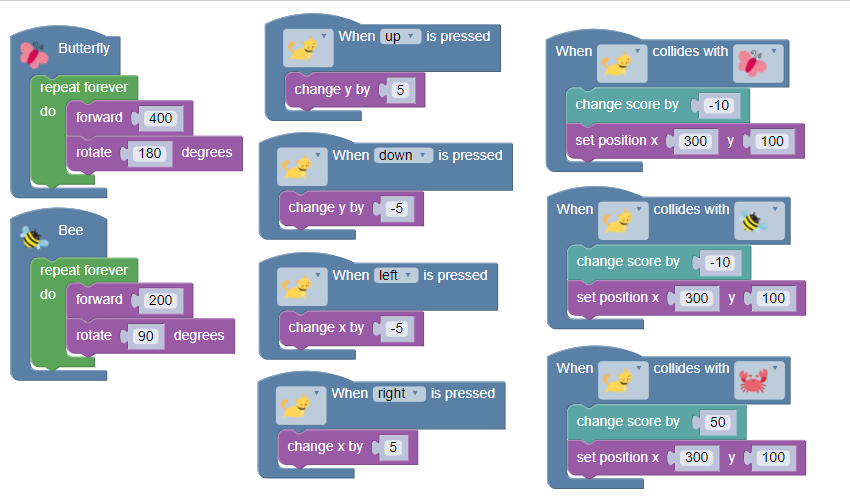 Butterfly
repeat forever
do
forward 400
rotate 180 degrees
Bee
repeat forever
do
forward 200
rotate 90 degrees
When up is pressed
change y by 5
When down is pressed
change y by -5
When left is pressed
change x by -5
When right is pressed
change x by 5
When collides with
change score by -10
set position x 300 y 100
When collides with
change score by -10
set position x 300 y 100
When collides with
change score by 50
set position x 300 y 100